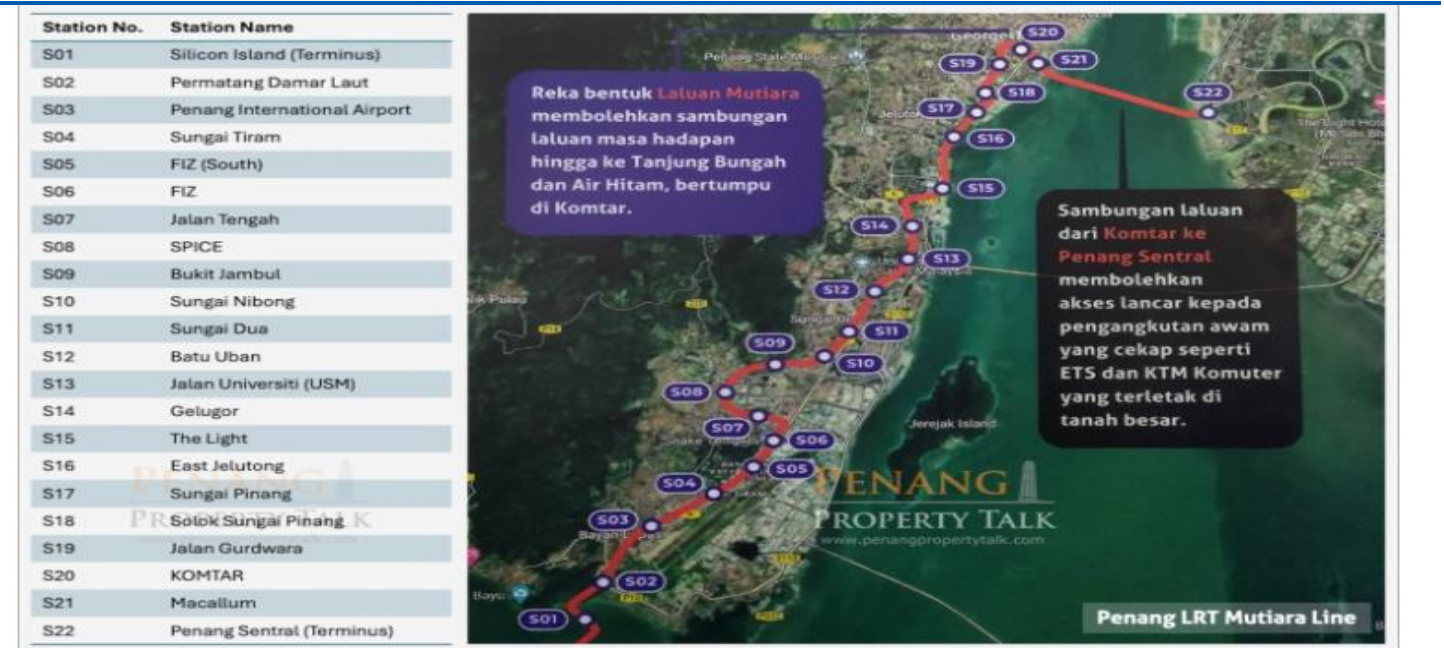 Station No. Station Name
S01 Silicon Island (Terminus)
S02 Permatang Damar Laut
S03 Penang International Airport
S04 Sungai Tiram
S05 FIZ (South)
S06 FIZ
S07 Jalan Tengah
S08 SPICE
S09 Bukit Jambul
S10 Sungai Nibong
S11 Sungai Dua
S12 Batu Uban
S13 Jalan Universiti (USM)
S14 Gelugor
S15 The Light
S16 East Jelutong
S17 Sungai Pinang
S18 Solok Sungai Pinang
S19 Jalan Gurdwara
S20 KOMTAR
S21 Macallum
S22 Penang Sentral (Terminus)
Reka bentuk Laluan Mutiara
membolehkan sambungan
laluan masa hadapan
hingga ke Tanjung Bungah
dan Air Hitam, bertumpu
di Komtar.
Sambungan laluan
dari Komtar ke
Penang Sentral
membolehkan
akses lancar kepada
pengangkutan awam
yang cekap seperti
ETS dan KTM Komuter
yang terletak di
tanah besar.
S20
S19
S21
S18
S22
S17
S16
S15
S14
S13
S12
S11
S09
S10
S08
S07
S06
S05
S04
S03
S02
S01
Jerejak Island
Bayu
PENANG
PROPERTY TALK
www.penangpropertytalk.com
PENANG
PROPERTY TALK
Penang LRT Mutiara Line